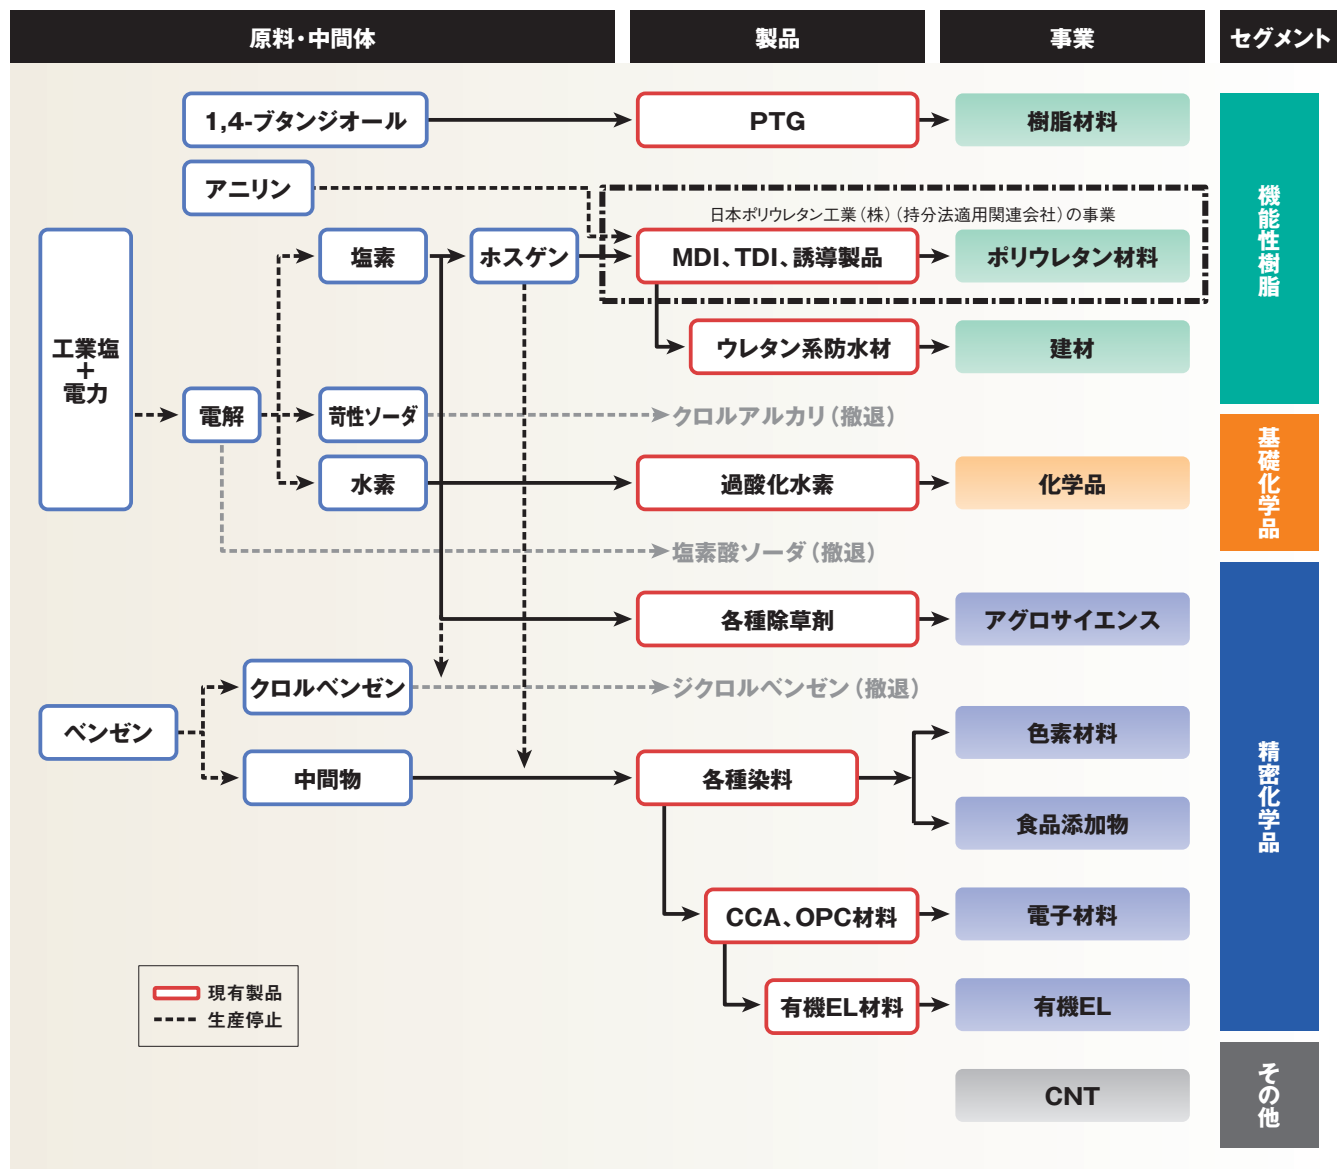 原料・中間体
製品
事業
セグメント
1,4-ブタンジオール
PTG
樹脂材料
アニリン
日本ポリウレタン工業（株）（持分法適用関連会社）の事業
塩素
ホスゲン
MDI、TDI、誘導製品
ポリウレタン材料
機能性樹脂
工業塩
+
電力
ウレタン系防水材
建材
電解
苛性ソーダ
クロルアルカリ（撤退）
水素
過酸化水素
化学品
基礎化学品
塩素酸ソーダ（撤退）
各種除草剤
アグロサイエンス
クロルベンゼン
ジクロルベンゼン（撤退）
ベンゼン
色素材料
中間物
各種染料
食品添加物
精密化学品
CCA、OPC材料
電子材料
有機EL材料
有機EL
現有製品
生産停止
CNT
その他